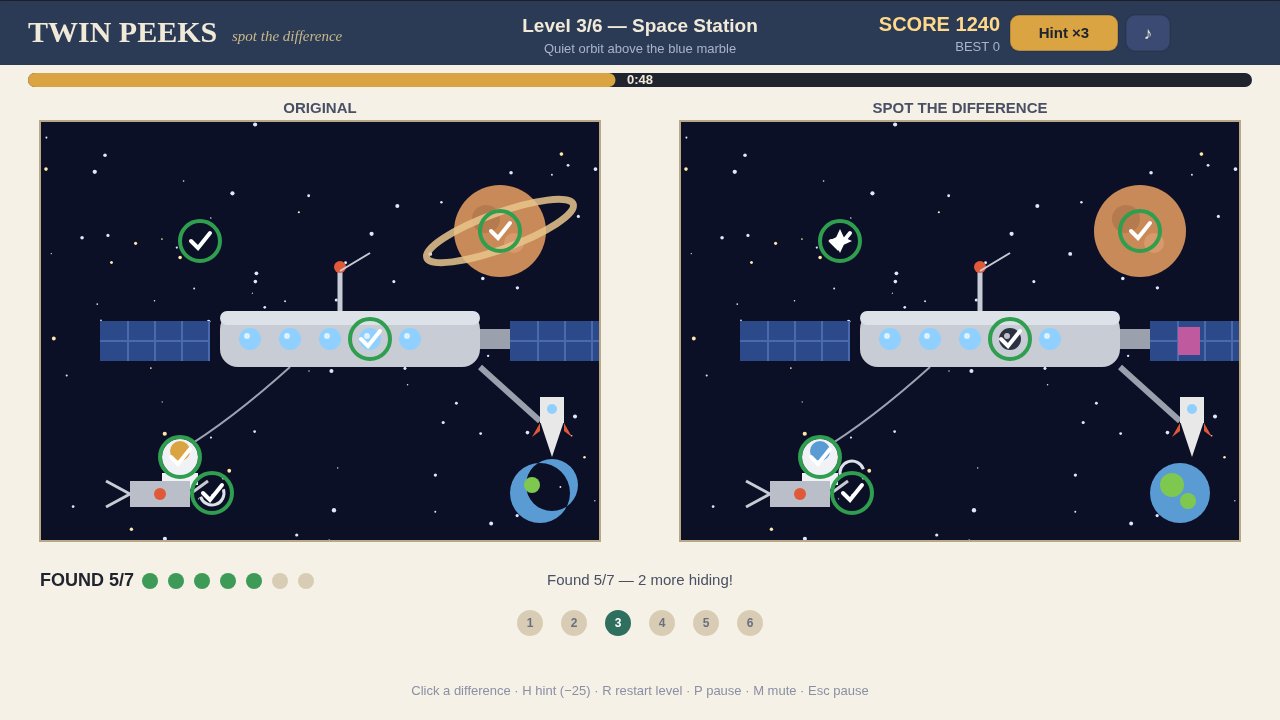 TWIN PEEKS
spot the difference
Level 3/6 — Space Station
Quiet orbit above the blue marble
SCORE 1240
BEST 0
Hint ×3
♪
0:48
ORIGINAL
SPOT THE DIFFERENCE
FOUND 5/7
Found 5/7 — 2 more hiding!
1 2 3 4 5 6
Click a difference · H hint (−25) · R restart level · P pause · M mute · Esc pause